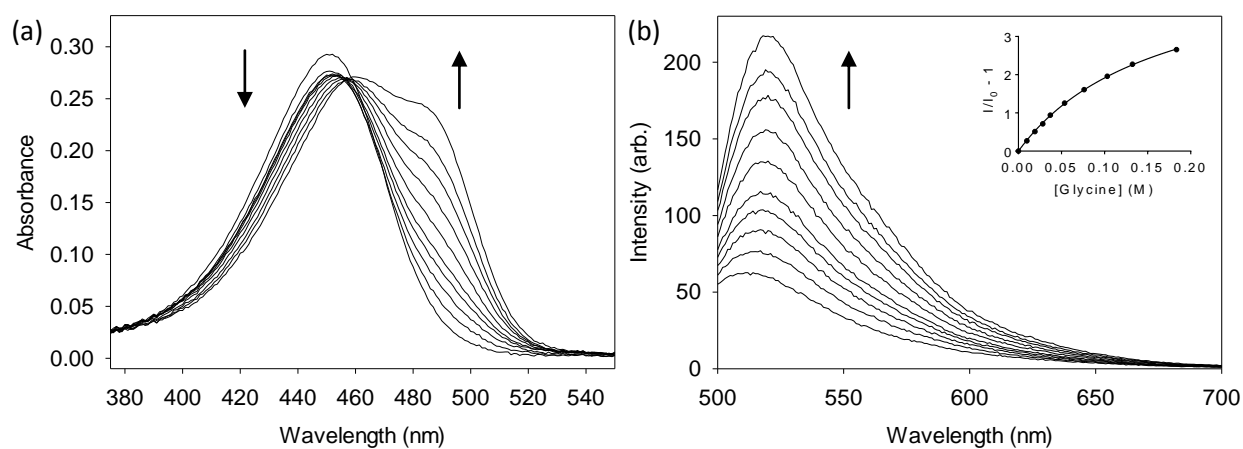 (a)
0.30
0.25
0.20
0.15
0.10
0.05
0.00
Absorbance
380 400 420 440 460 480 500 520 540
Wavelength (nm)
(b)
200
150
100
50
0
Intensity (arb.)
500 550 600 650 700
Wavelength (nm)
3
2
1
0
I/I0 - 1
0.00 0.05 0.10 0.15 0.20
[Glycine] (M)